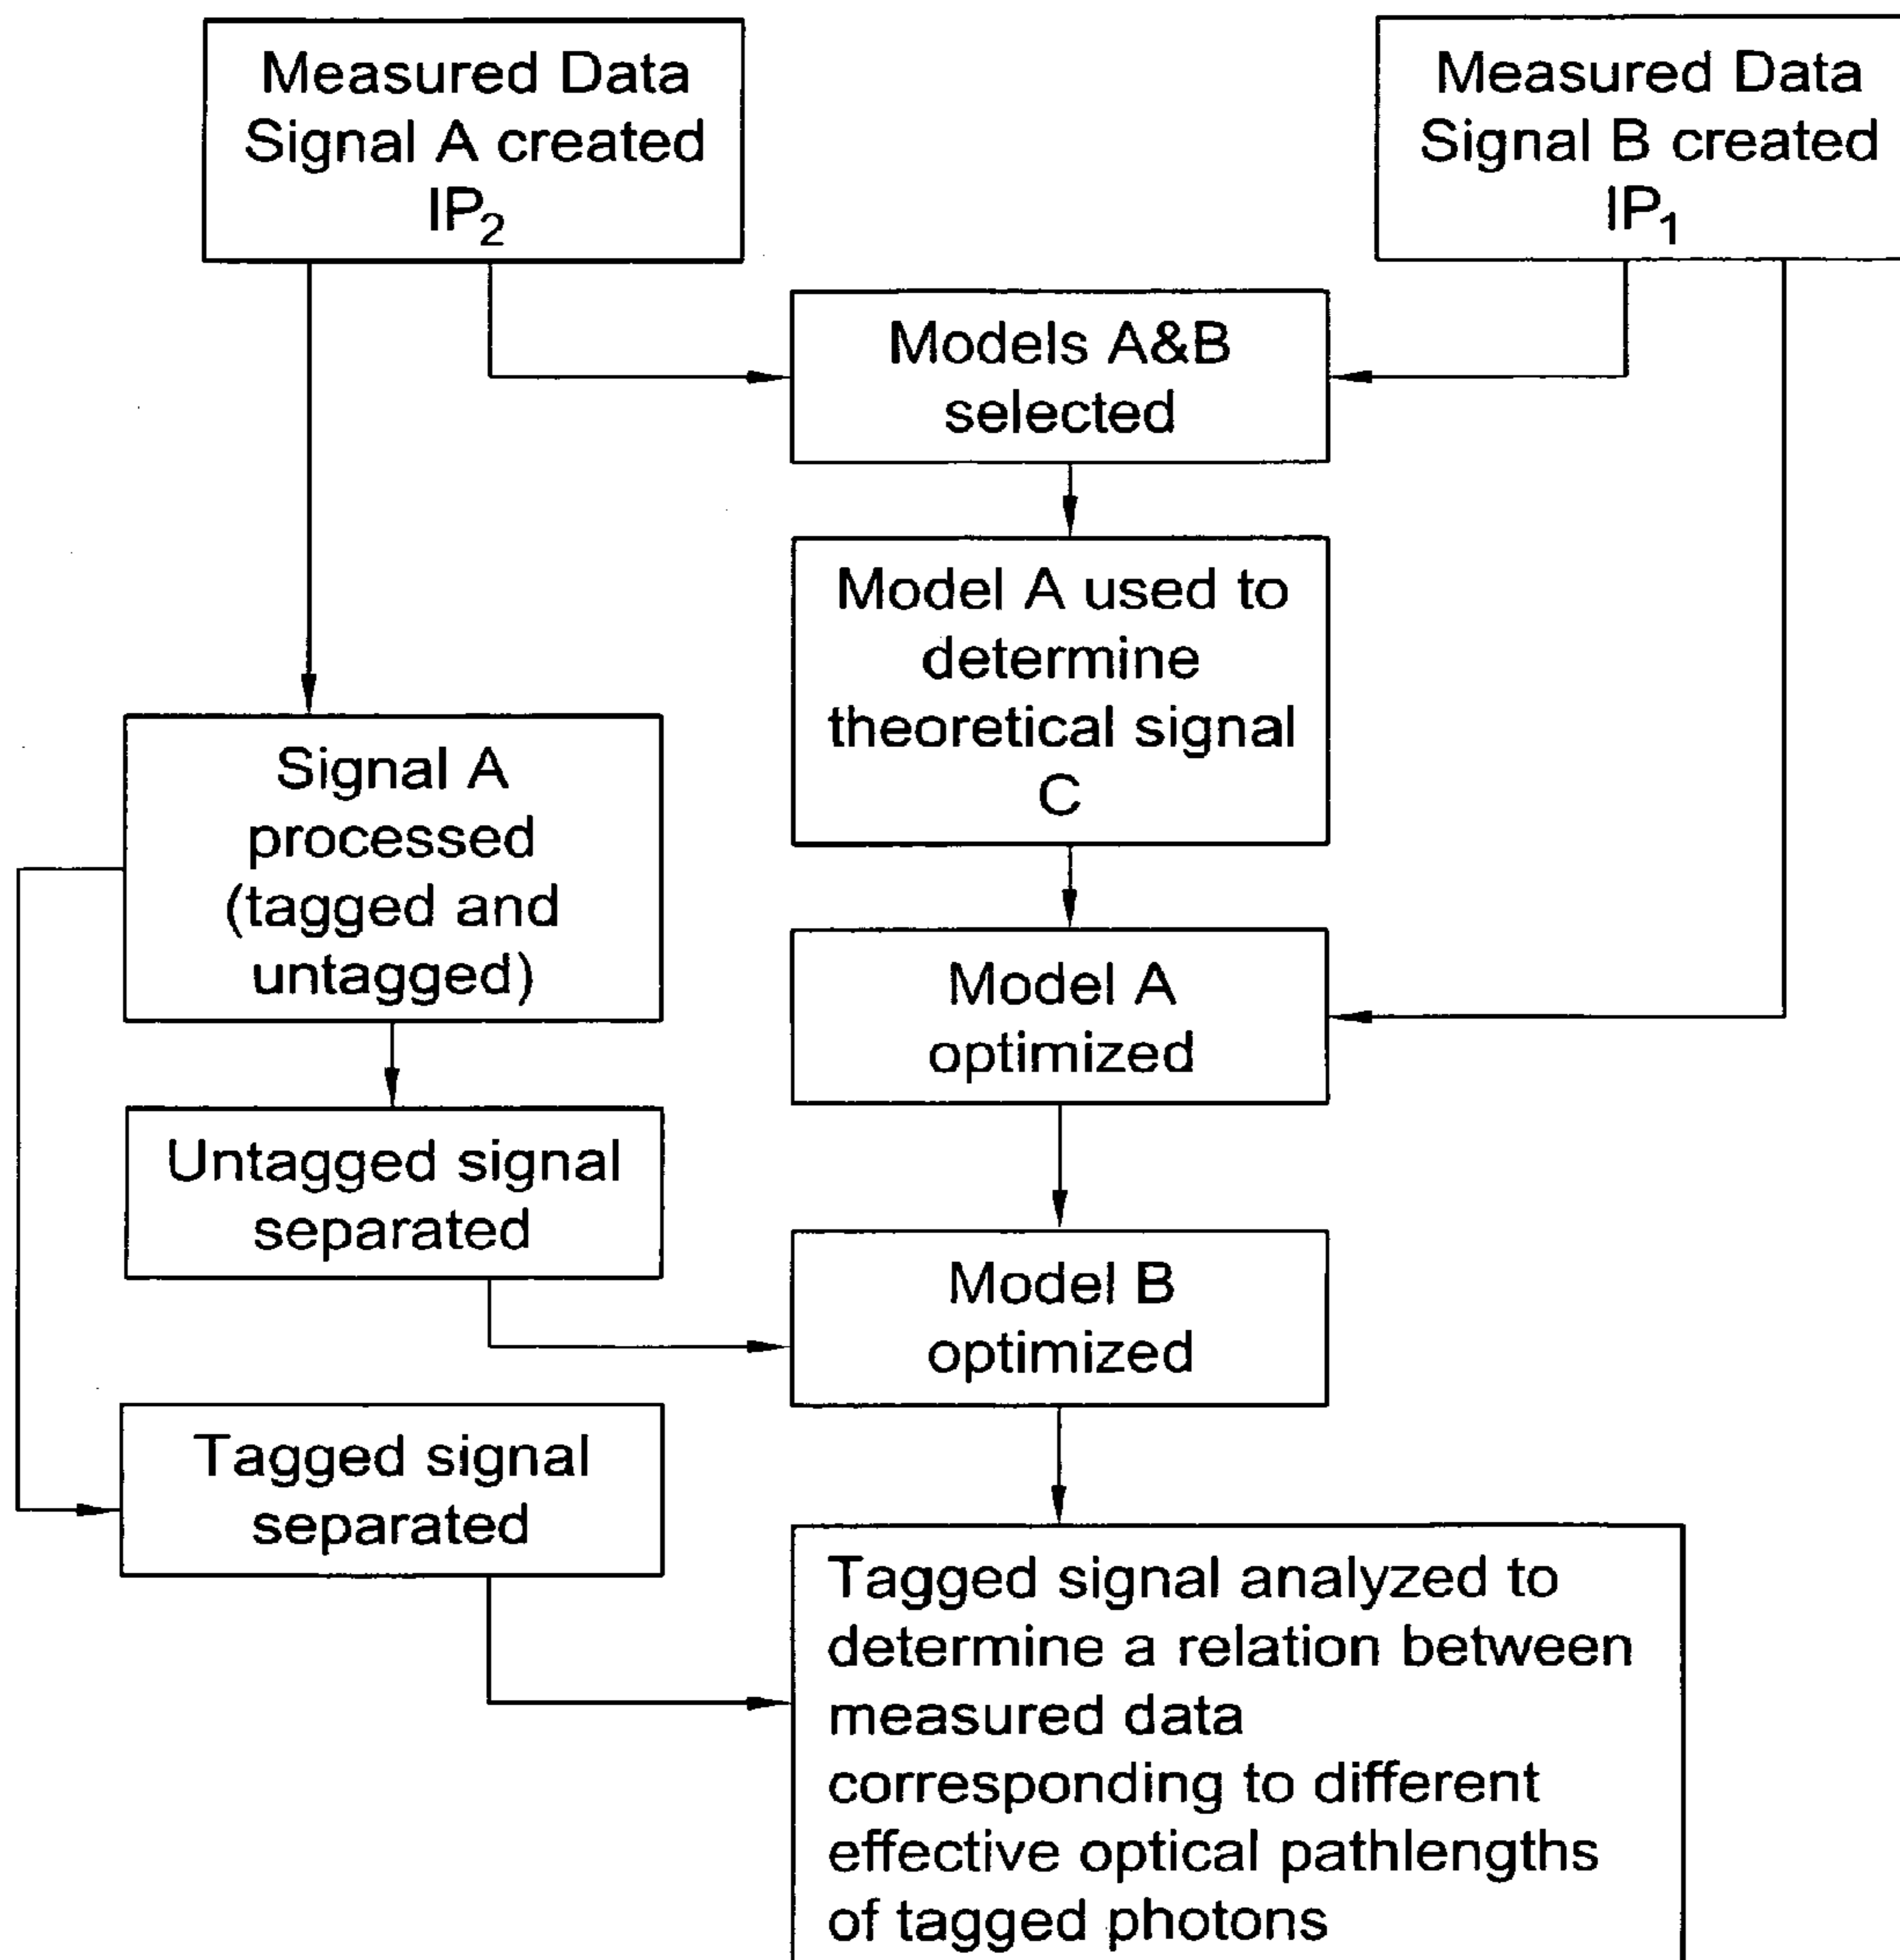 Measured Data
Signal A created
IP₂
Measured Data
Signal B created
IP₁
Models A&B
selected
Model A used to
determine
theoretical signal
C
Signal A
processed
(tagged and
untagged)
Model A
optimized
Untagged signal
separated
Model B
optimized
Tagged signal
separated
Tagged signal analyzed to
determine a relation between
measured data
corresponding to different
effective optical pathlengths
of tagged photons